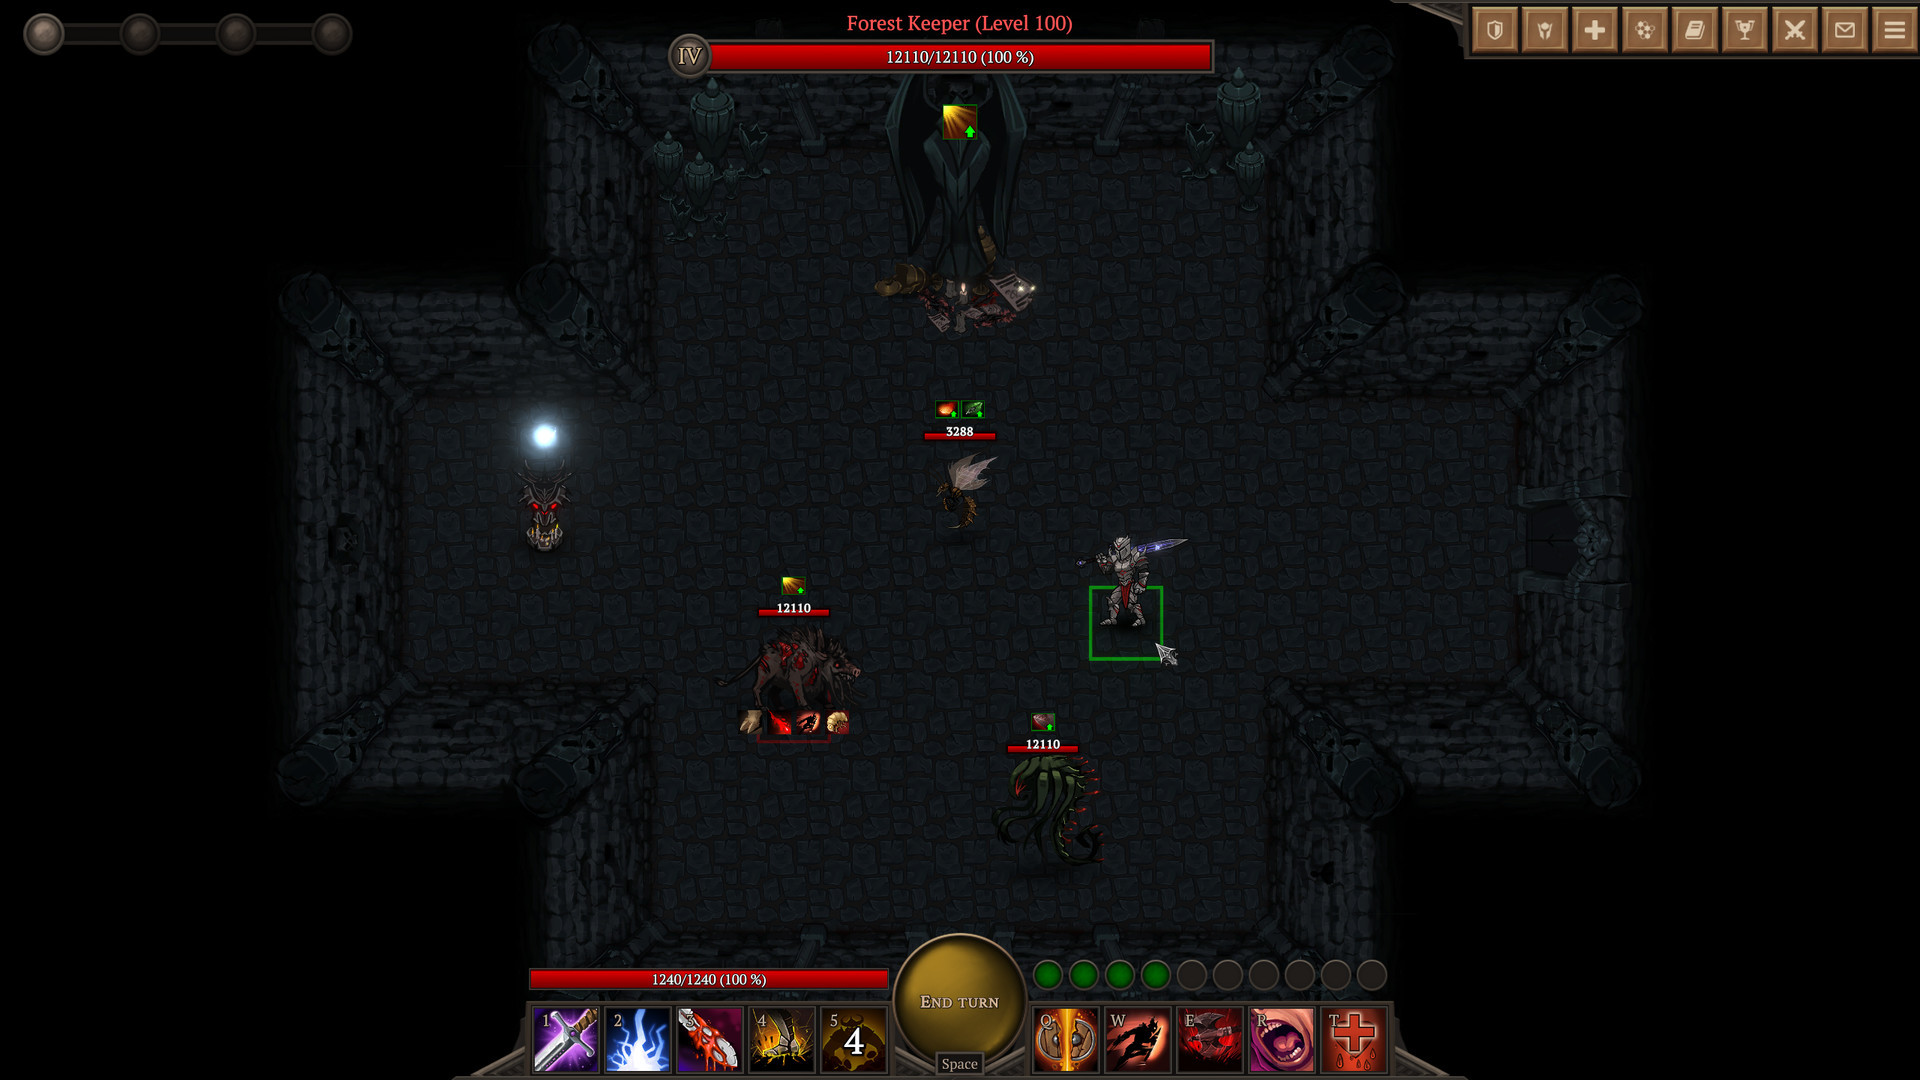 Forest Keeper (Level 100)
IV
12110/12110 (100 %)
3288
12110
12110
1240/1240 (100 %)
END TURN
Space
1
2
3
4
5
4
Q
W
E
R
T